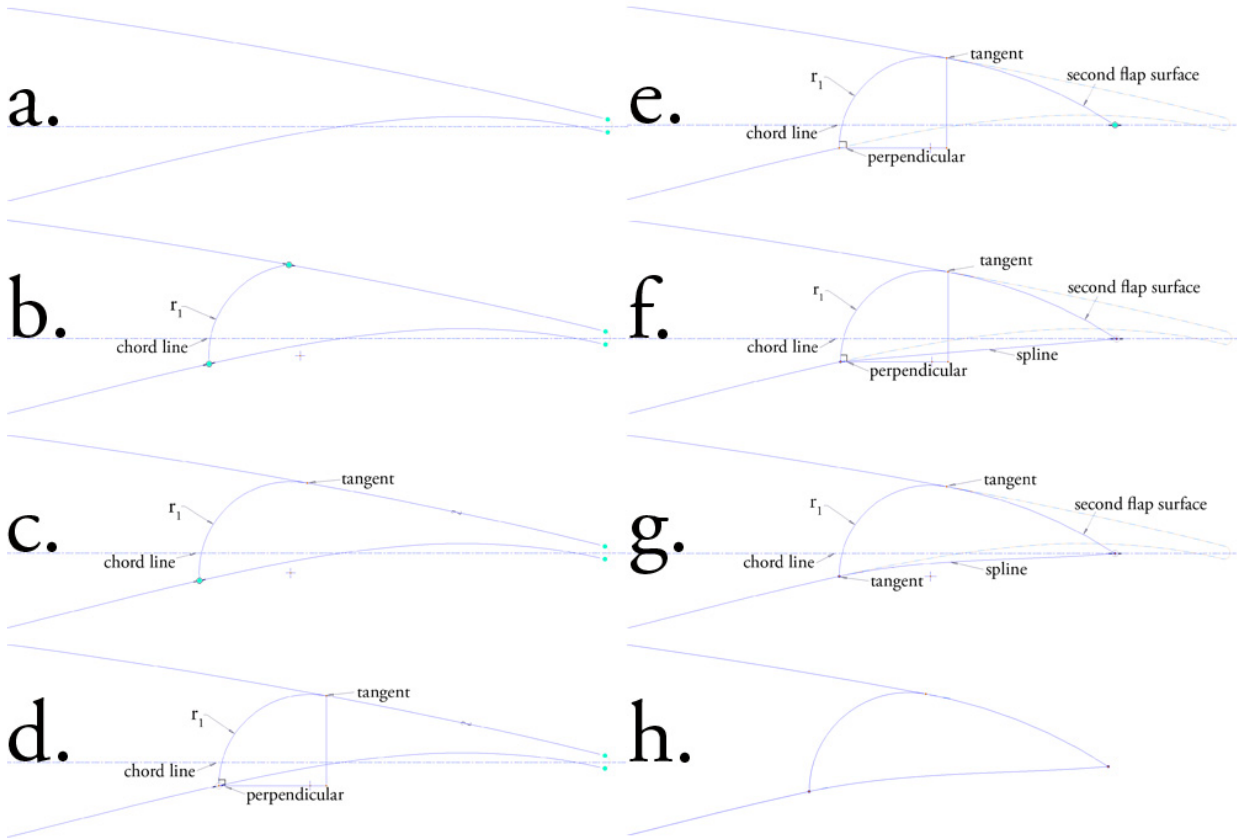 a.
b.
r1
chord line
c.
tangent
r1
chord line
d.
tangent
r1
chord line
perpendicular
e.
tangent
second flap surface
r1
chord line
perpendicular
f.
tangent
second flap surface
r1
chord line
spline
perpendicular
g.
tangent
second flap surface
r1
chord line
spline
tangent
h.